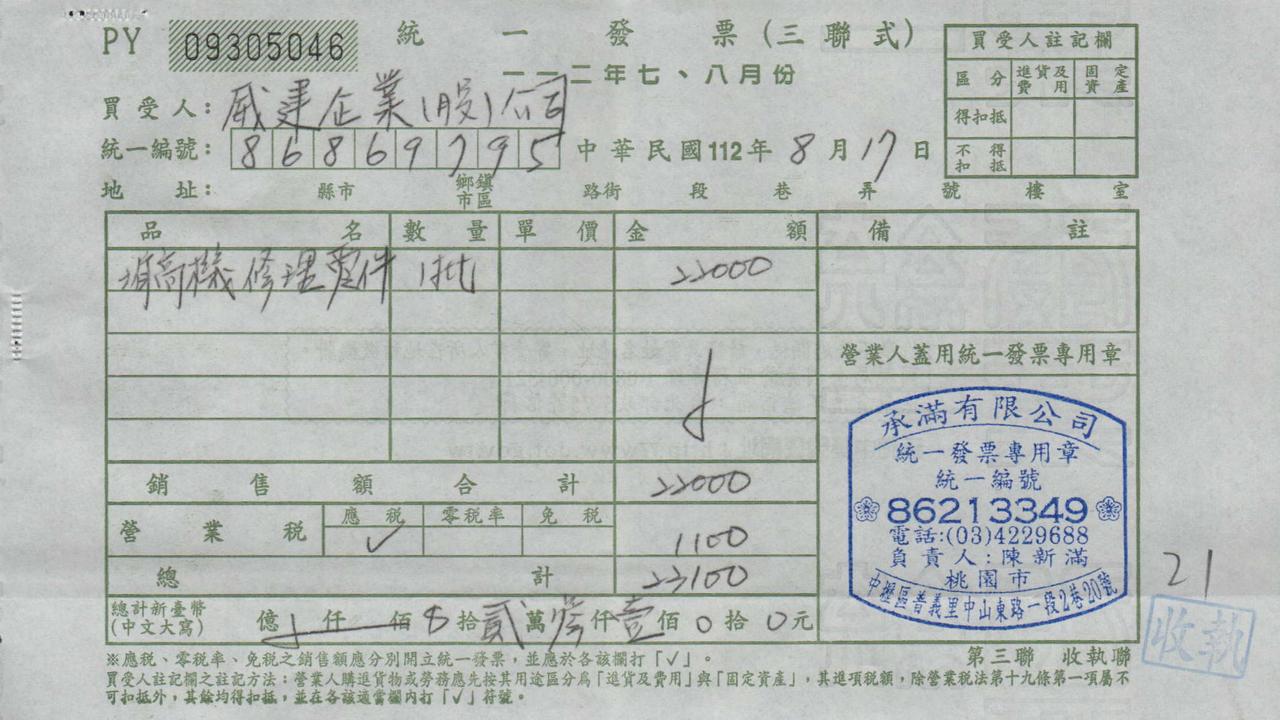 PY 09305046 統一發票(三聯式)
一一二年七、八月份
買受人註記欄
區分 進貨及費用 固定資產
得扣抵
不得扣抵
買受人: 威建企業(股)公司
統一編號: 86869795 中華民國112年8月17日
地址: 縣市 鄉鎮市區 路街 段 巷 弄 號 樓 室
品名 數量 單價 金額 備註
堆高機修理零件 1批 22000
營業人蓋用統一發票專用章
銷售額合計 22000
營業稅 應稅 零稅率 免稅
✓ 1100
總計 23100
總計新臺幣(中文大寫) 億 仟 佰 0 拾 貳 萬 參 仟 壹 佰 0 拾 0 元
承滿有限公司
統一發票專用章
統一編號
86213349
電話:(03)4229688
負責人:陳新滿
桃園市
中壢區普義里中山東路一段2巷20號
21
收執
第三聯 收執聯
※應稅、零稅率、免稅之銷售額應分別開立統一發票,並應於各該欄打「✓」。
買受人註記欄之註記方法:營業人購進貨物或勞務應先按其用途區分為「進貨及費用」與「固定資產」,其進項稅額,除營業稅法第十九條第一項屬不
可扣抵外,其餘均得扣抵,並在各該適當欄內打「✓」符號。